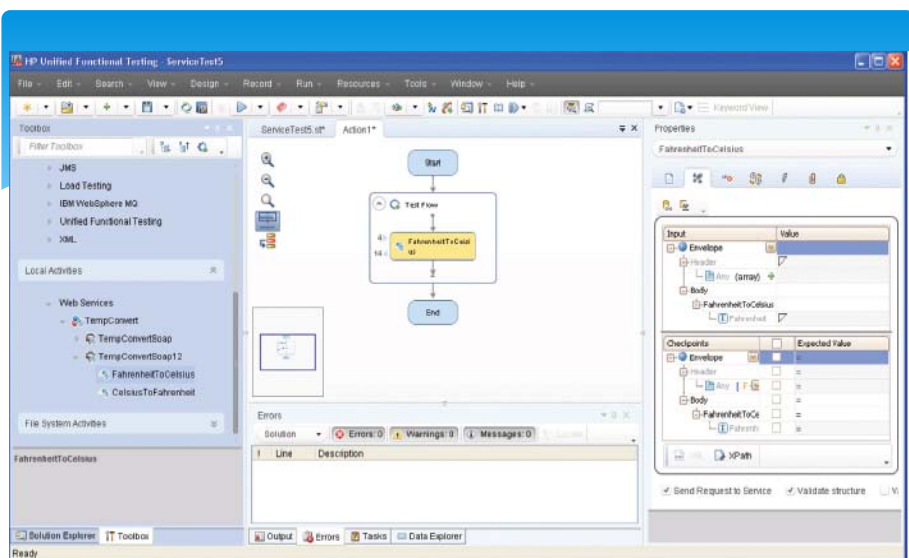 HP Unified Functional Testing - ServiceTest5
File Edit Search View Design Record Run Resources Tools Window Help
Keyword View
Toolbox
Filter Toolbox
JMS
Load Testing
IBM WebSphere MQ
Unified Functional Testing
XML
Local Activities
Web Services
TempConvert
TempConvertSoap
TempConvertSoap12
FahrenheitToCelsius
CelsiusToFahrenheit
File System Activities
FahrenheitToCelsius
Solution Explorer Toolbox
Ready
ServiceTest5.st* Action1*
Start
Test Flow
4
14
FahrenheitToCelsi
us
End
Errors
Solution Errors: 0 Warnings: 0 Messages: 0
! Line Description
Output Errors Tasks Data Explorer
Properties
FahrenheitToCelsius
Input Value
Envelope
Header
Any (array)
Body
FahrenheitToCelsius
Fahrenheit
Checkpoints Expected Value
Envelope =
Header =
Any =
Body =
FahrenheitToCe =
Fahrenh =
XPath
Send Request to Service Validate structure